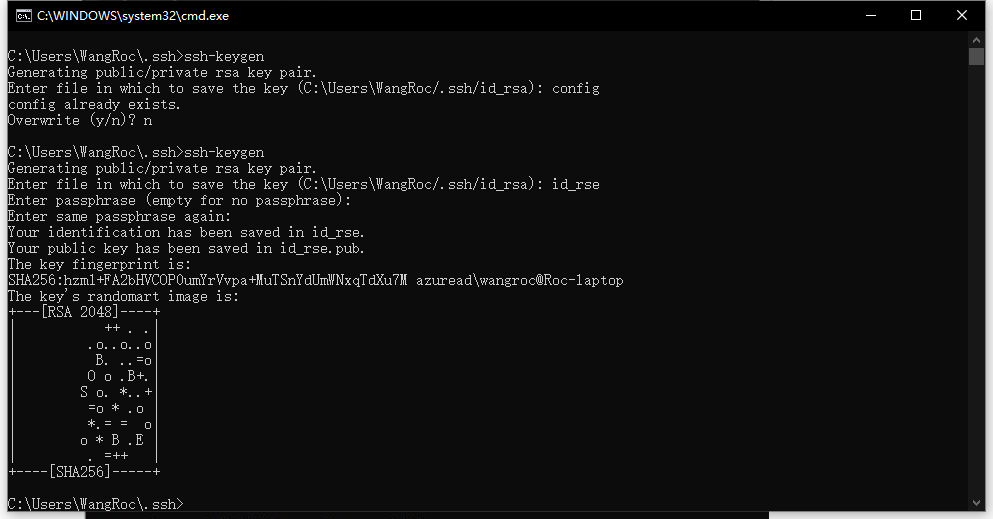 C:\WINDOWS\system32\cmd.exe
C:\Users\WangRoc\.ssh>ssh-keygen
Generating public/private rsa key pair.
Enter file in which to save the key (C:\Users\WangRoc/.ssh/id_rsa): config
config already exists.
Overwrite (y/n)? n
C:\Users\WangRoc\.ssh>ssh-keygen
Generating public/private rsa key pair.
Enter file in which to save the key (C:\Users\WangRoc/.ssh/id_rsa): id_rse
Enter passphrase (empty for no passphrase):
Enter same passphrase again:
Your identification has been saved in id_rse.
Your public key has been saved in id_rse.pub.
The key fingerprint is:
SHA256:hzml+FA2bHVCOP0umYrVvpa+MuTSnYdUmWNxqTdXu7M azuread\wangroc@Roc-laptop
The key's randomart image is:
+---[RSA 2048]----+
|           ++ . .|
|         .o..o..o|
|          B. ..=o|
|         O o .B+.|
|        S o. *..+|
|         =o * .o |
|         *.= =  o|
|        o * B .E |
|         . =++   |
+----[SHA256]-----+
C:\Users\WangRoc\.ssh>